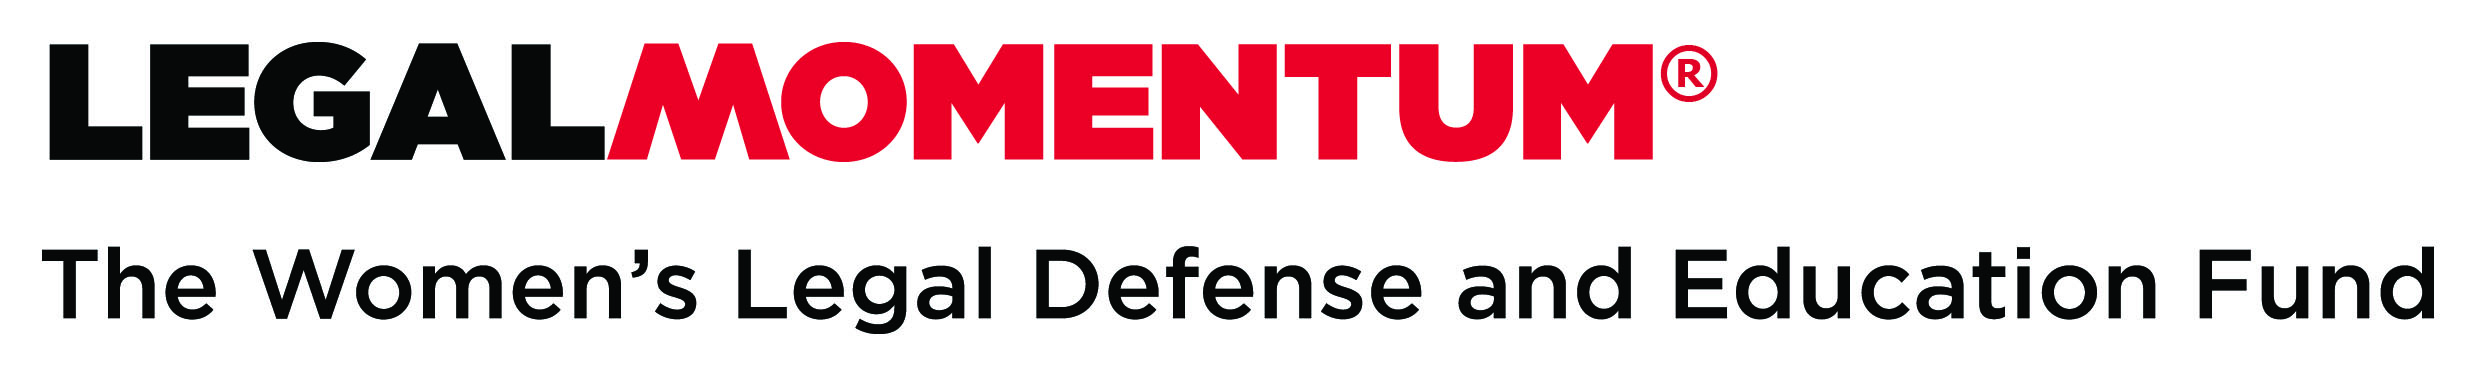 LEGALMOMENTUM®
The Women’s Legal Defense and Education Fund